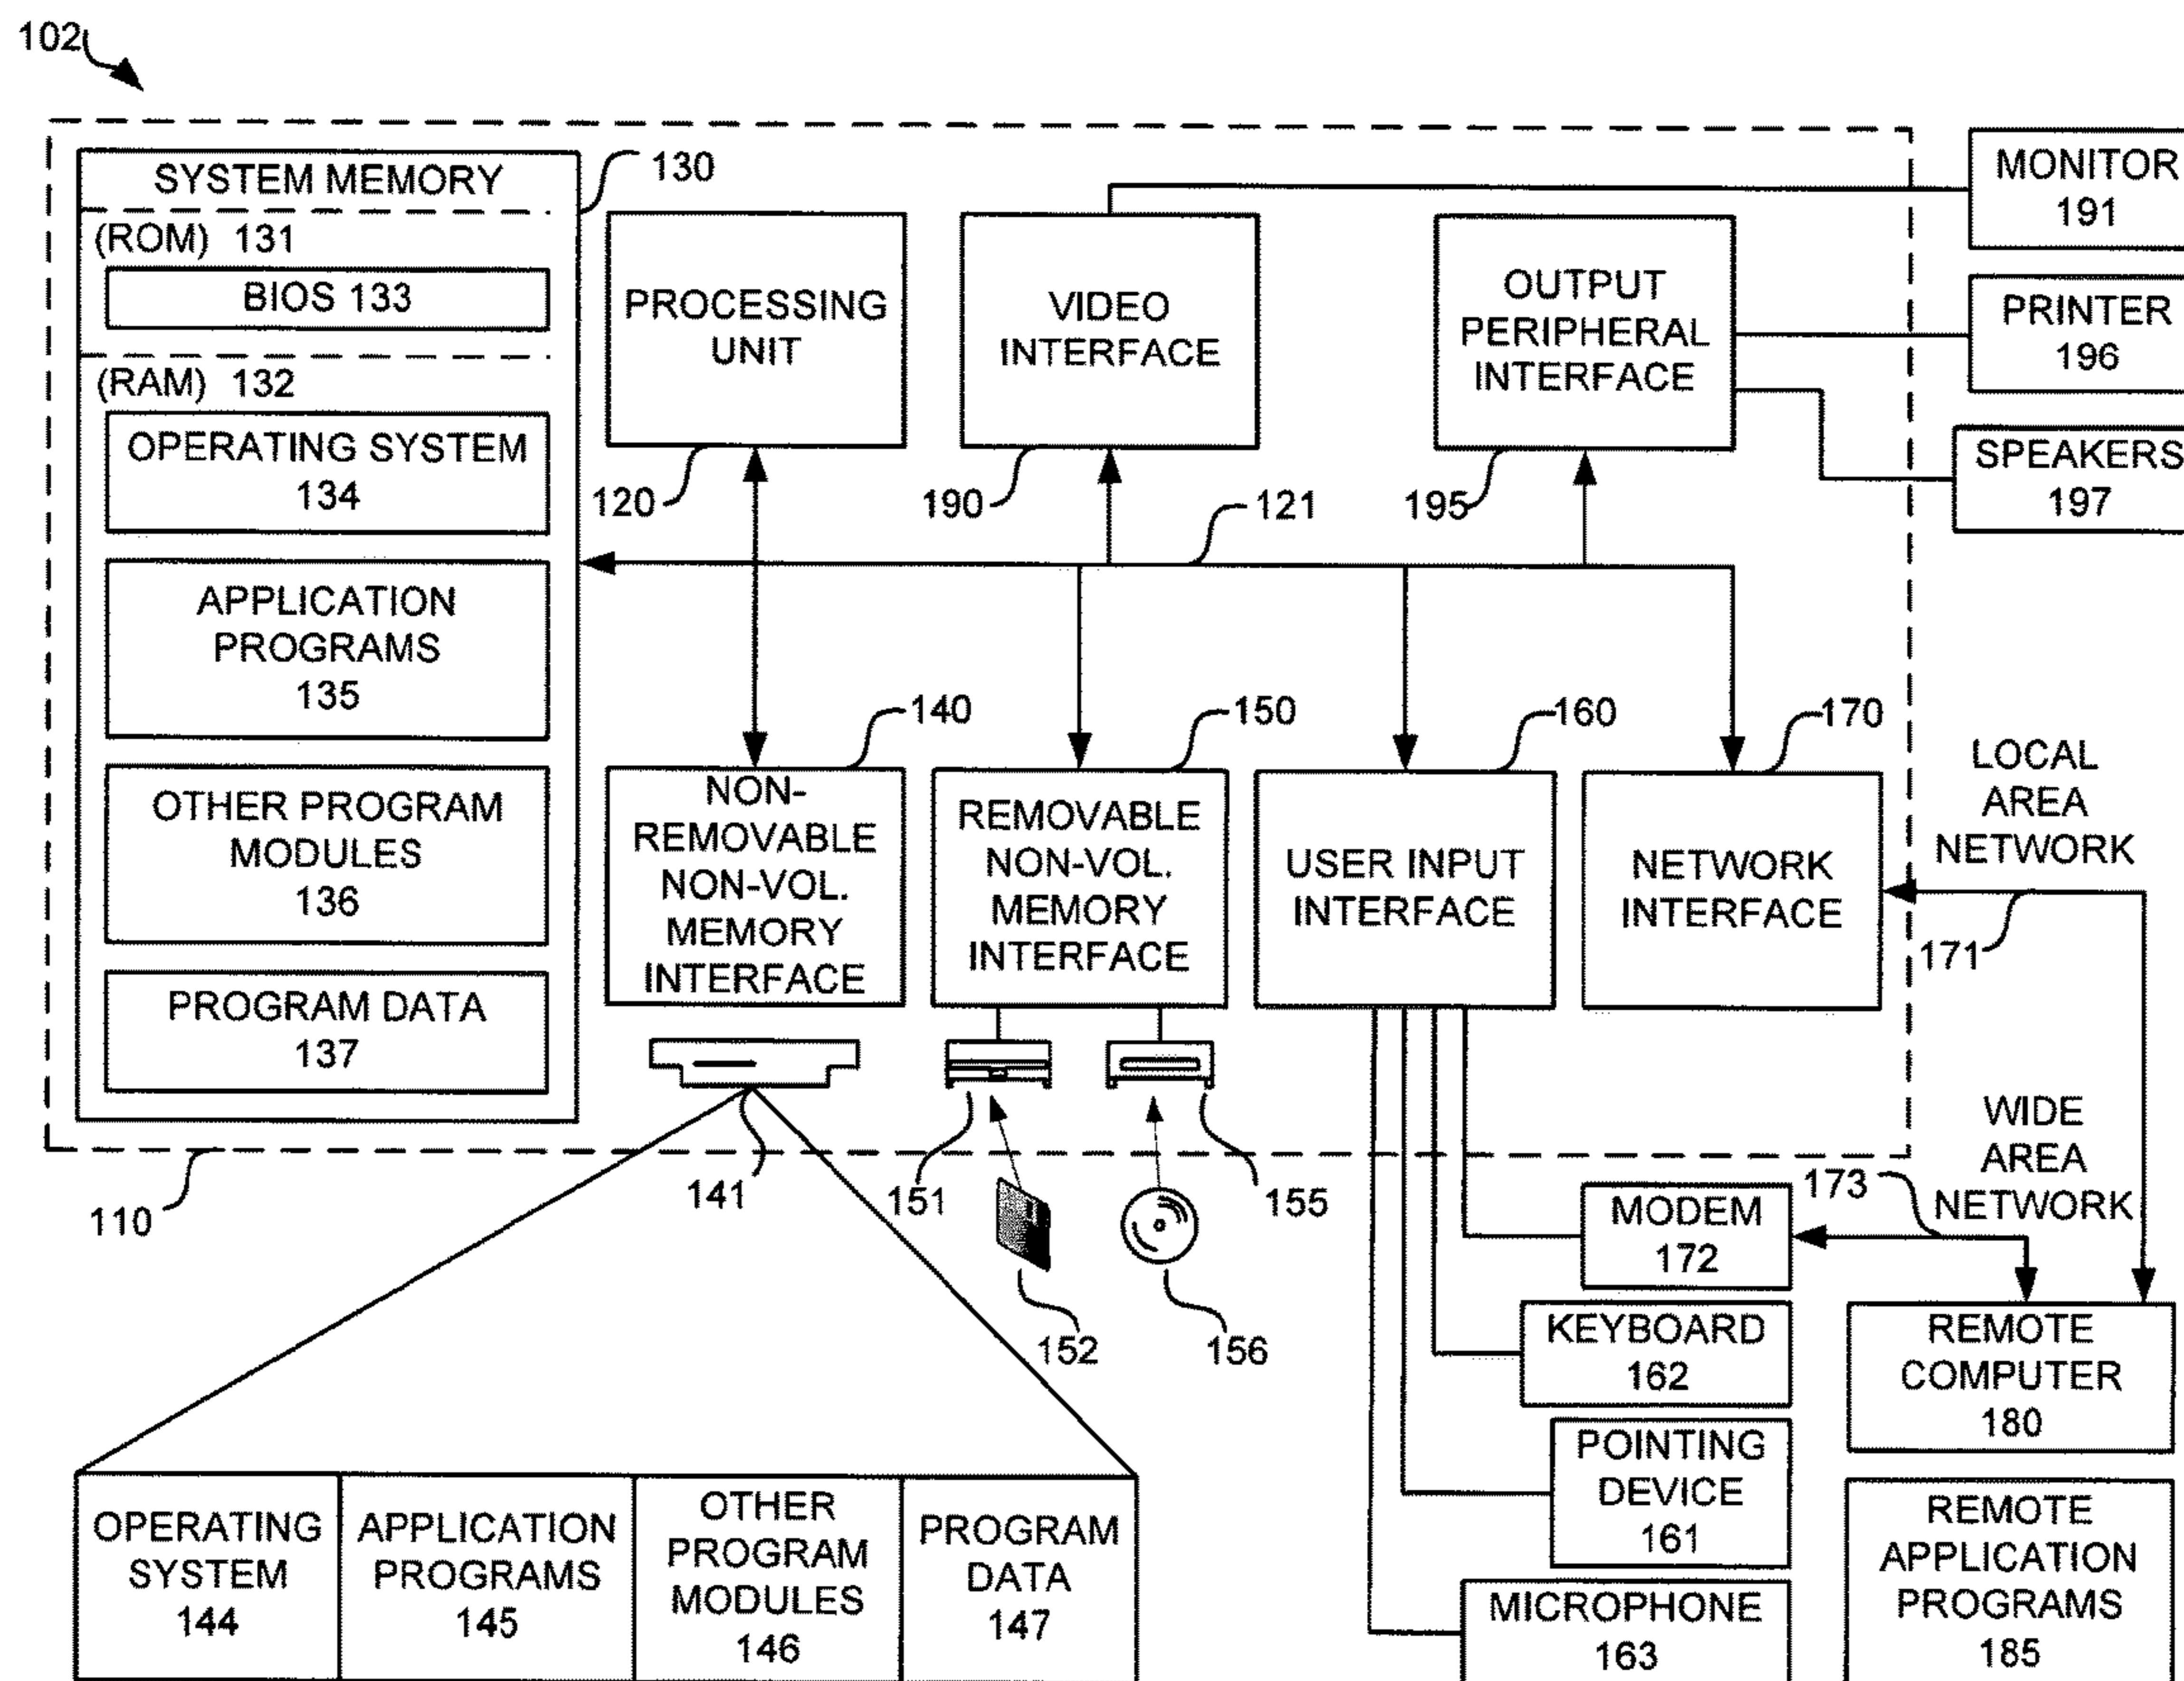 102
SYSTEM MEMORY
(ROM) 131
BIOS 133
(RAM) 132
OPERATING SYSTEM
134
APPLICATION
PROGRAMS
135
OTHER PROGRAM
MODULES
136
PROGRAM DATA
137
130
PROCESSING
UNIT
120
VIDEO
INTERFACE
190
121
OUTPUT
PERIPHERAL
INTERFACE
195
MONITOR
191
PRINTER
196
SPEAKERS
197
140
NON-
REMOVABLE
NON-VOL.
MEMORY
INTERFACE
150
REMOVABLE
NON-VOL.
MEMORY
INTERFACE
160
USER INPUT
INTERFACE
170
NETWORK
INTERFACE
LOCAL
AREA
NETWORK
171
110
141
151
155
152
156
WIDE
AREA
NETWORK
173
MODEM
172
KEYBOARD
162
POINTING
DEVICE
161
MICROPHONE
163
REMOTE
COMPUTER
180
REMOTE
APPLICATION
PROGRAMS
185
OPERATING
SYSTEM
144
APPLICATION
PROGRAMS
145
OTHER
PROGRAM
MODULES
146
PROGRAM
DATA
147